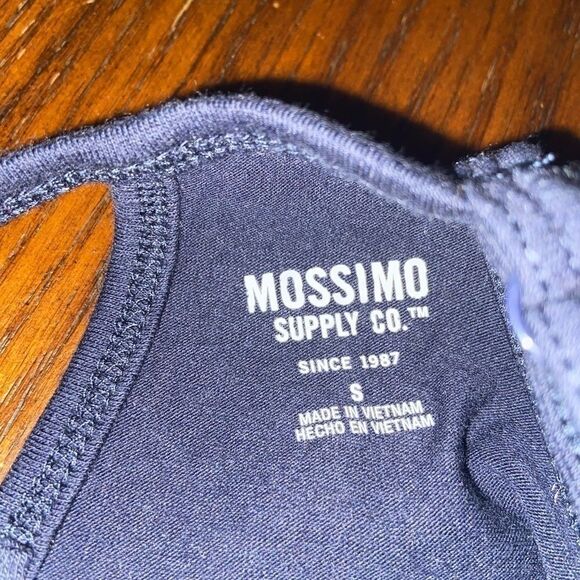 MOSSIMO
SUPPLY CO.™
SINCE 1987
S
MADE IN VIETNAM
HECHO EN VIETNAM